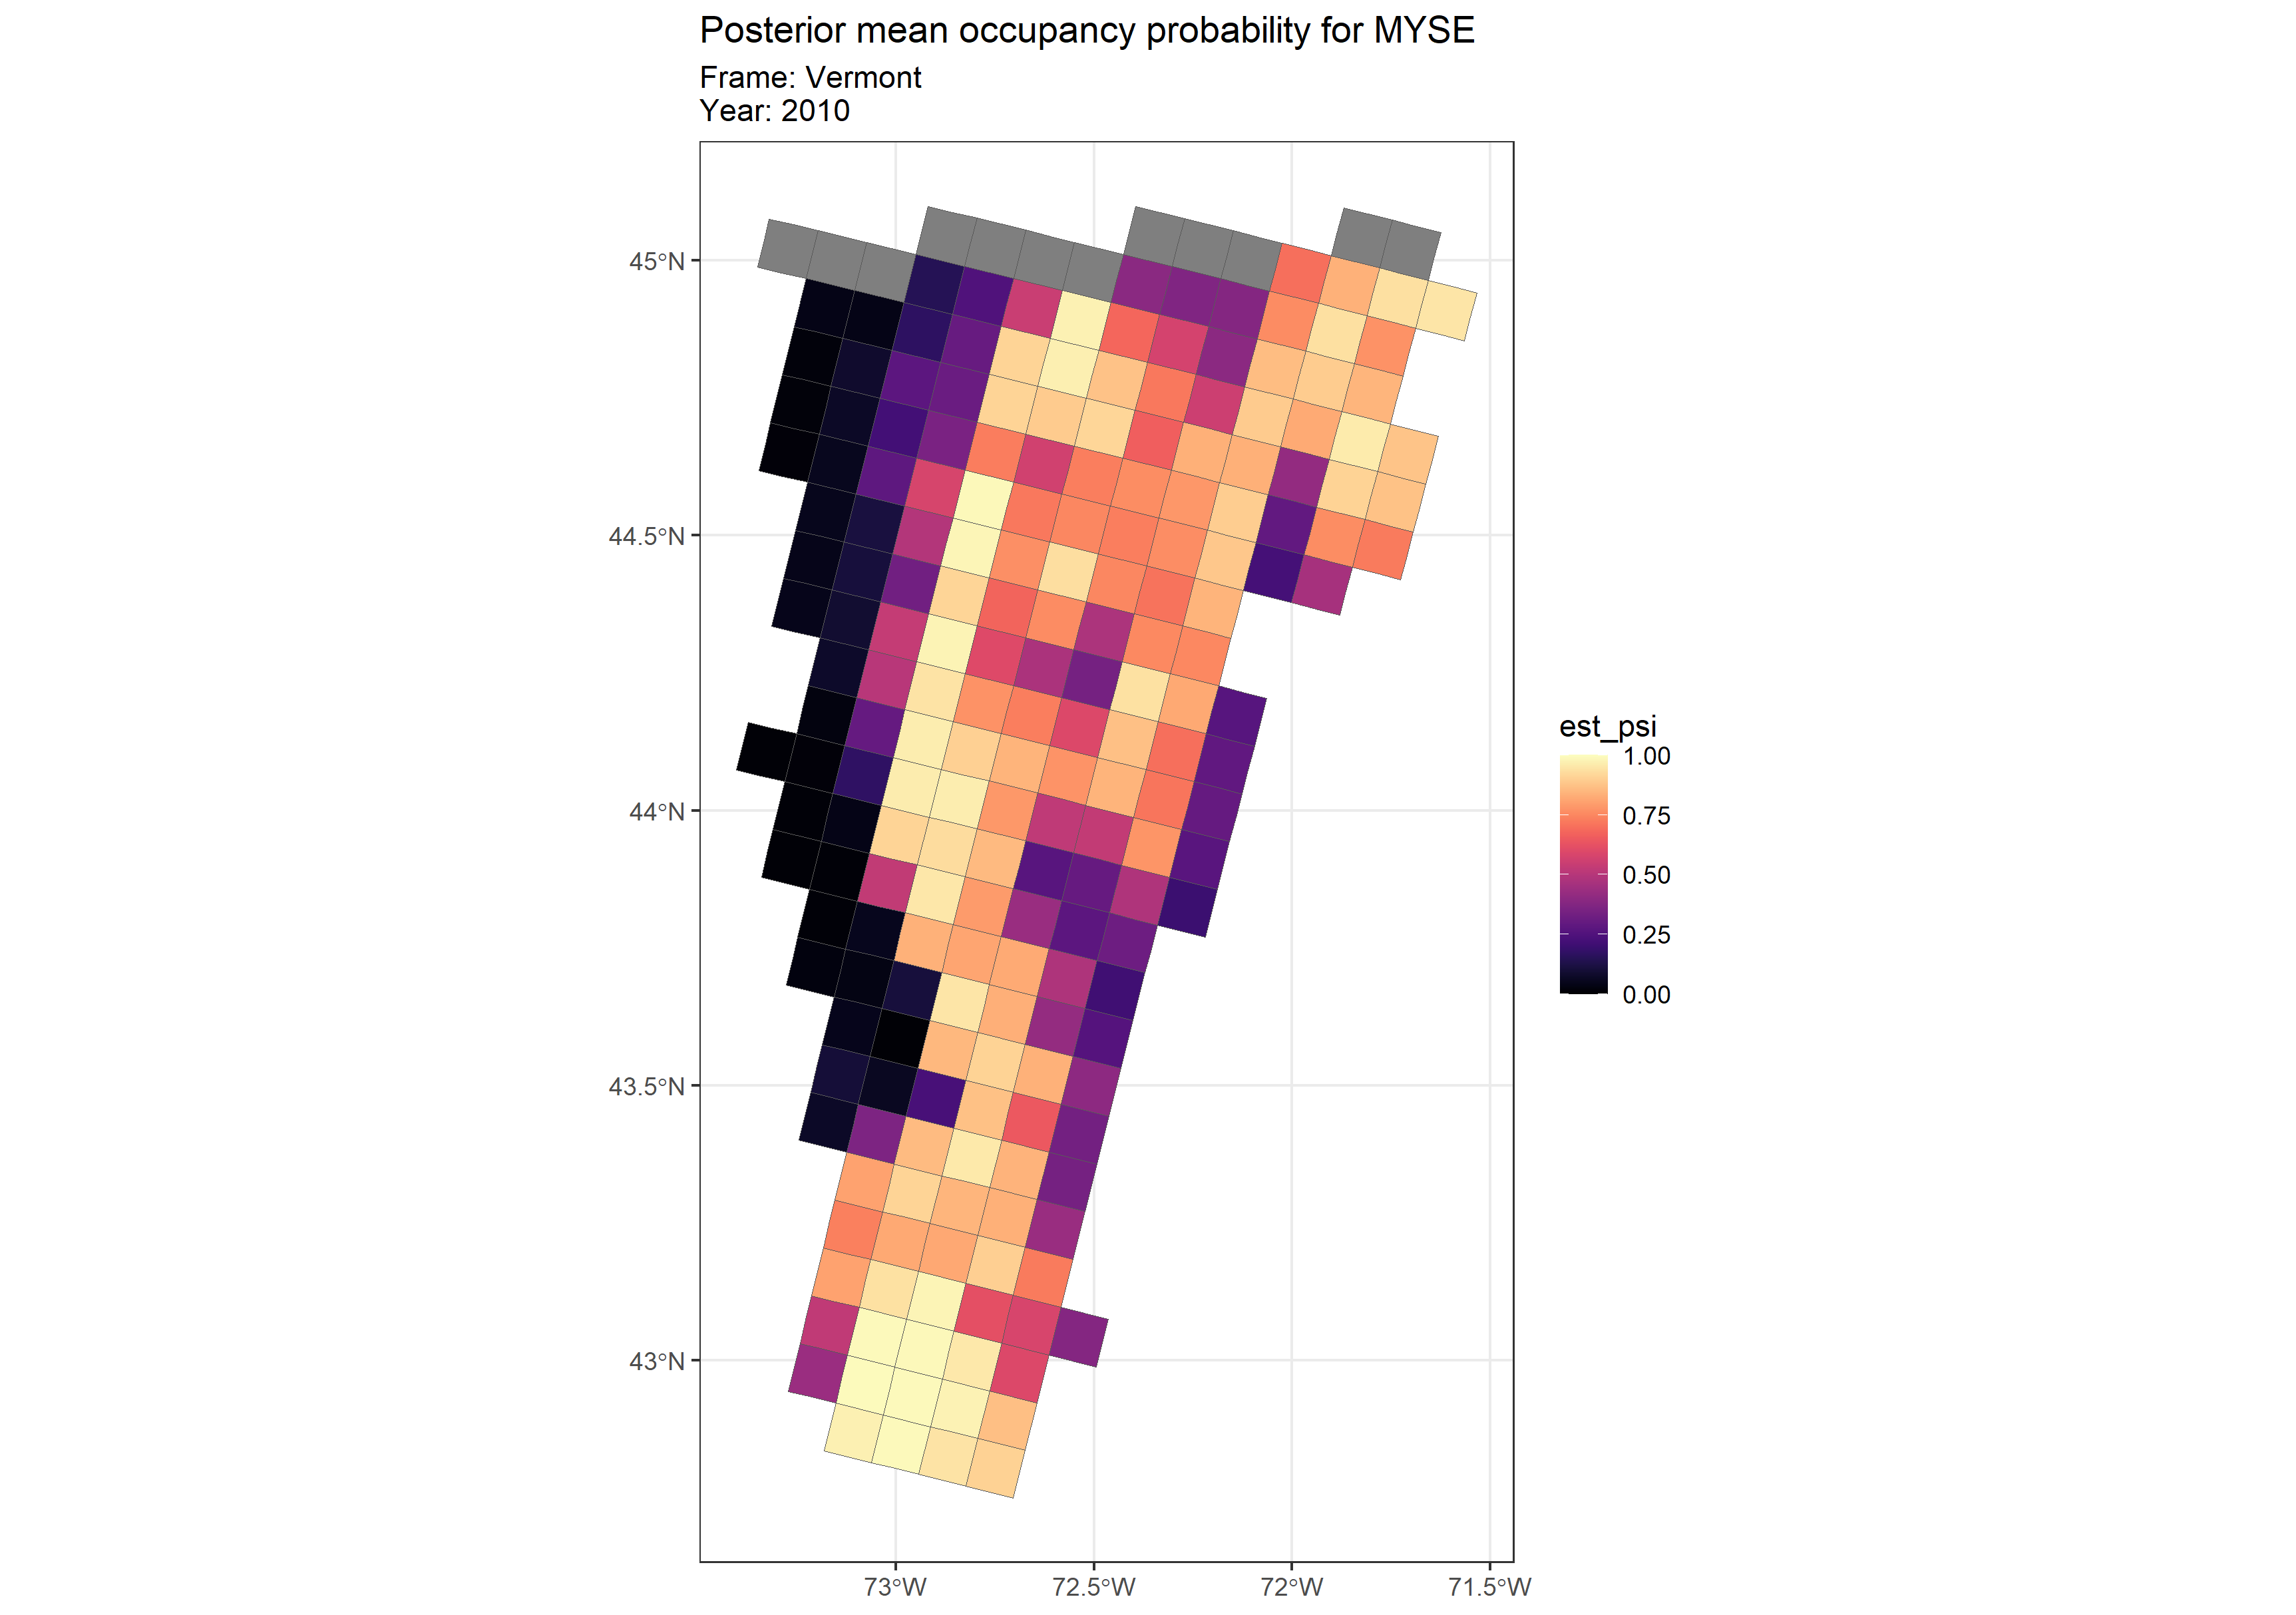 Posterior mean occupancy probability for MYSE
Frame: Vermont
Year: 2010
45°N
44.5°N
44°N
43.5°N
43°N
73°W
72.5°W
72°W
71.5°W
est_psi
1.00
0.75
0.50
0.25
0.00